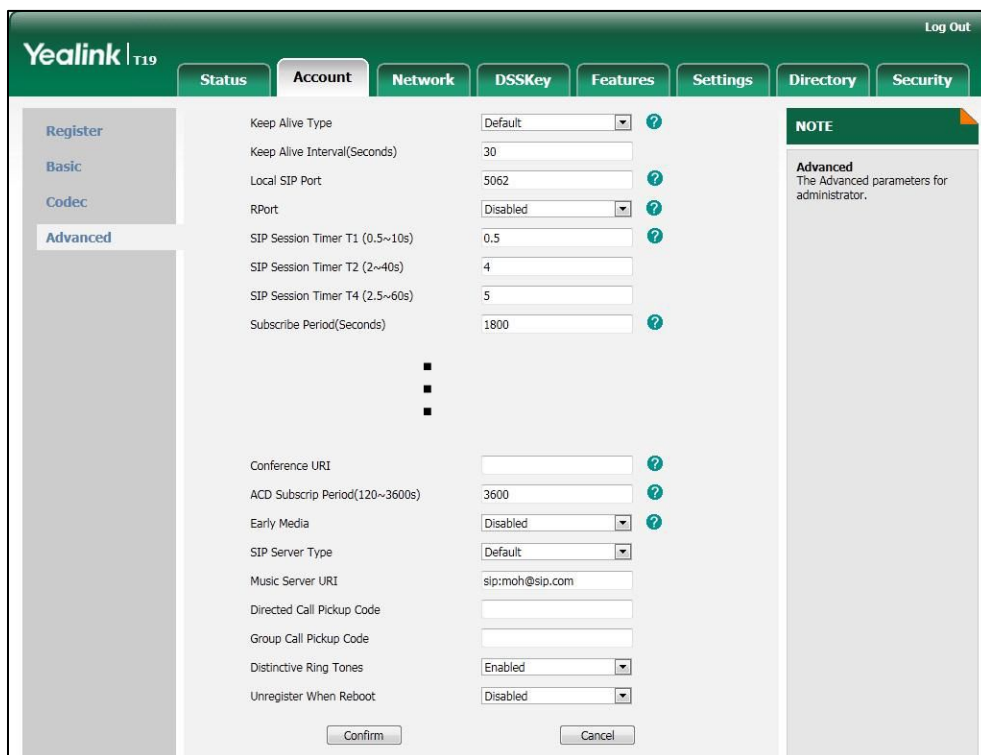 Log Out
Yealink T19
Status Account Network DSSKey Features Settings Directory Security
Register
Basic
Codec
Advanced
Keep Alive Type Default ?
Keep Alive Interval(Seconds) 30
Local SIP Port 5062 ?
RPort Disabled ?
SIP Session Timer T1 (0.5~10s) 0.5 ?
SIP Session Timer T2 (2~40s) 4
SIP Session Timer T4 (2.5~60s) 5
Subscribe Period(Seconds) 1800 ?
Conference URI ?
ACD Subscrip Period(120~3600s) 3600 ?
Early Media Disabled ?
SIP Server Type Default
Music Server URI sip:moh@sip.com
Directed Call Pickup Code
Group Call Pickup Code
Distinctive Ring Tones Enabled
Unregister When Reboot Disabled
Confirm Cancel
NOTE
Advanced
The Advanced parameters for
administrator.